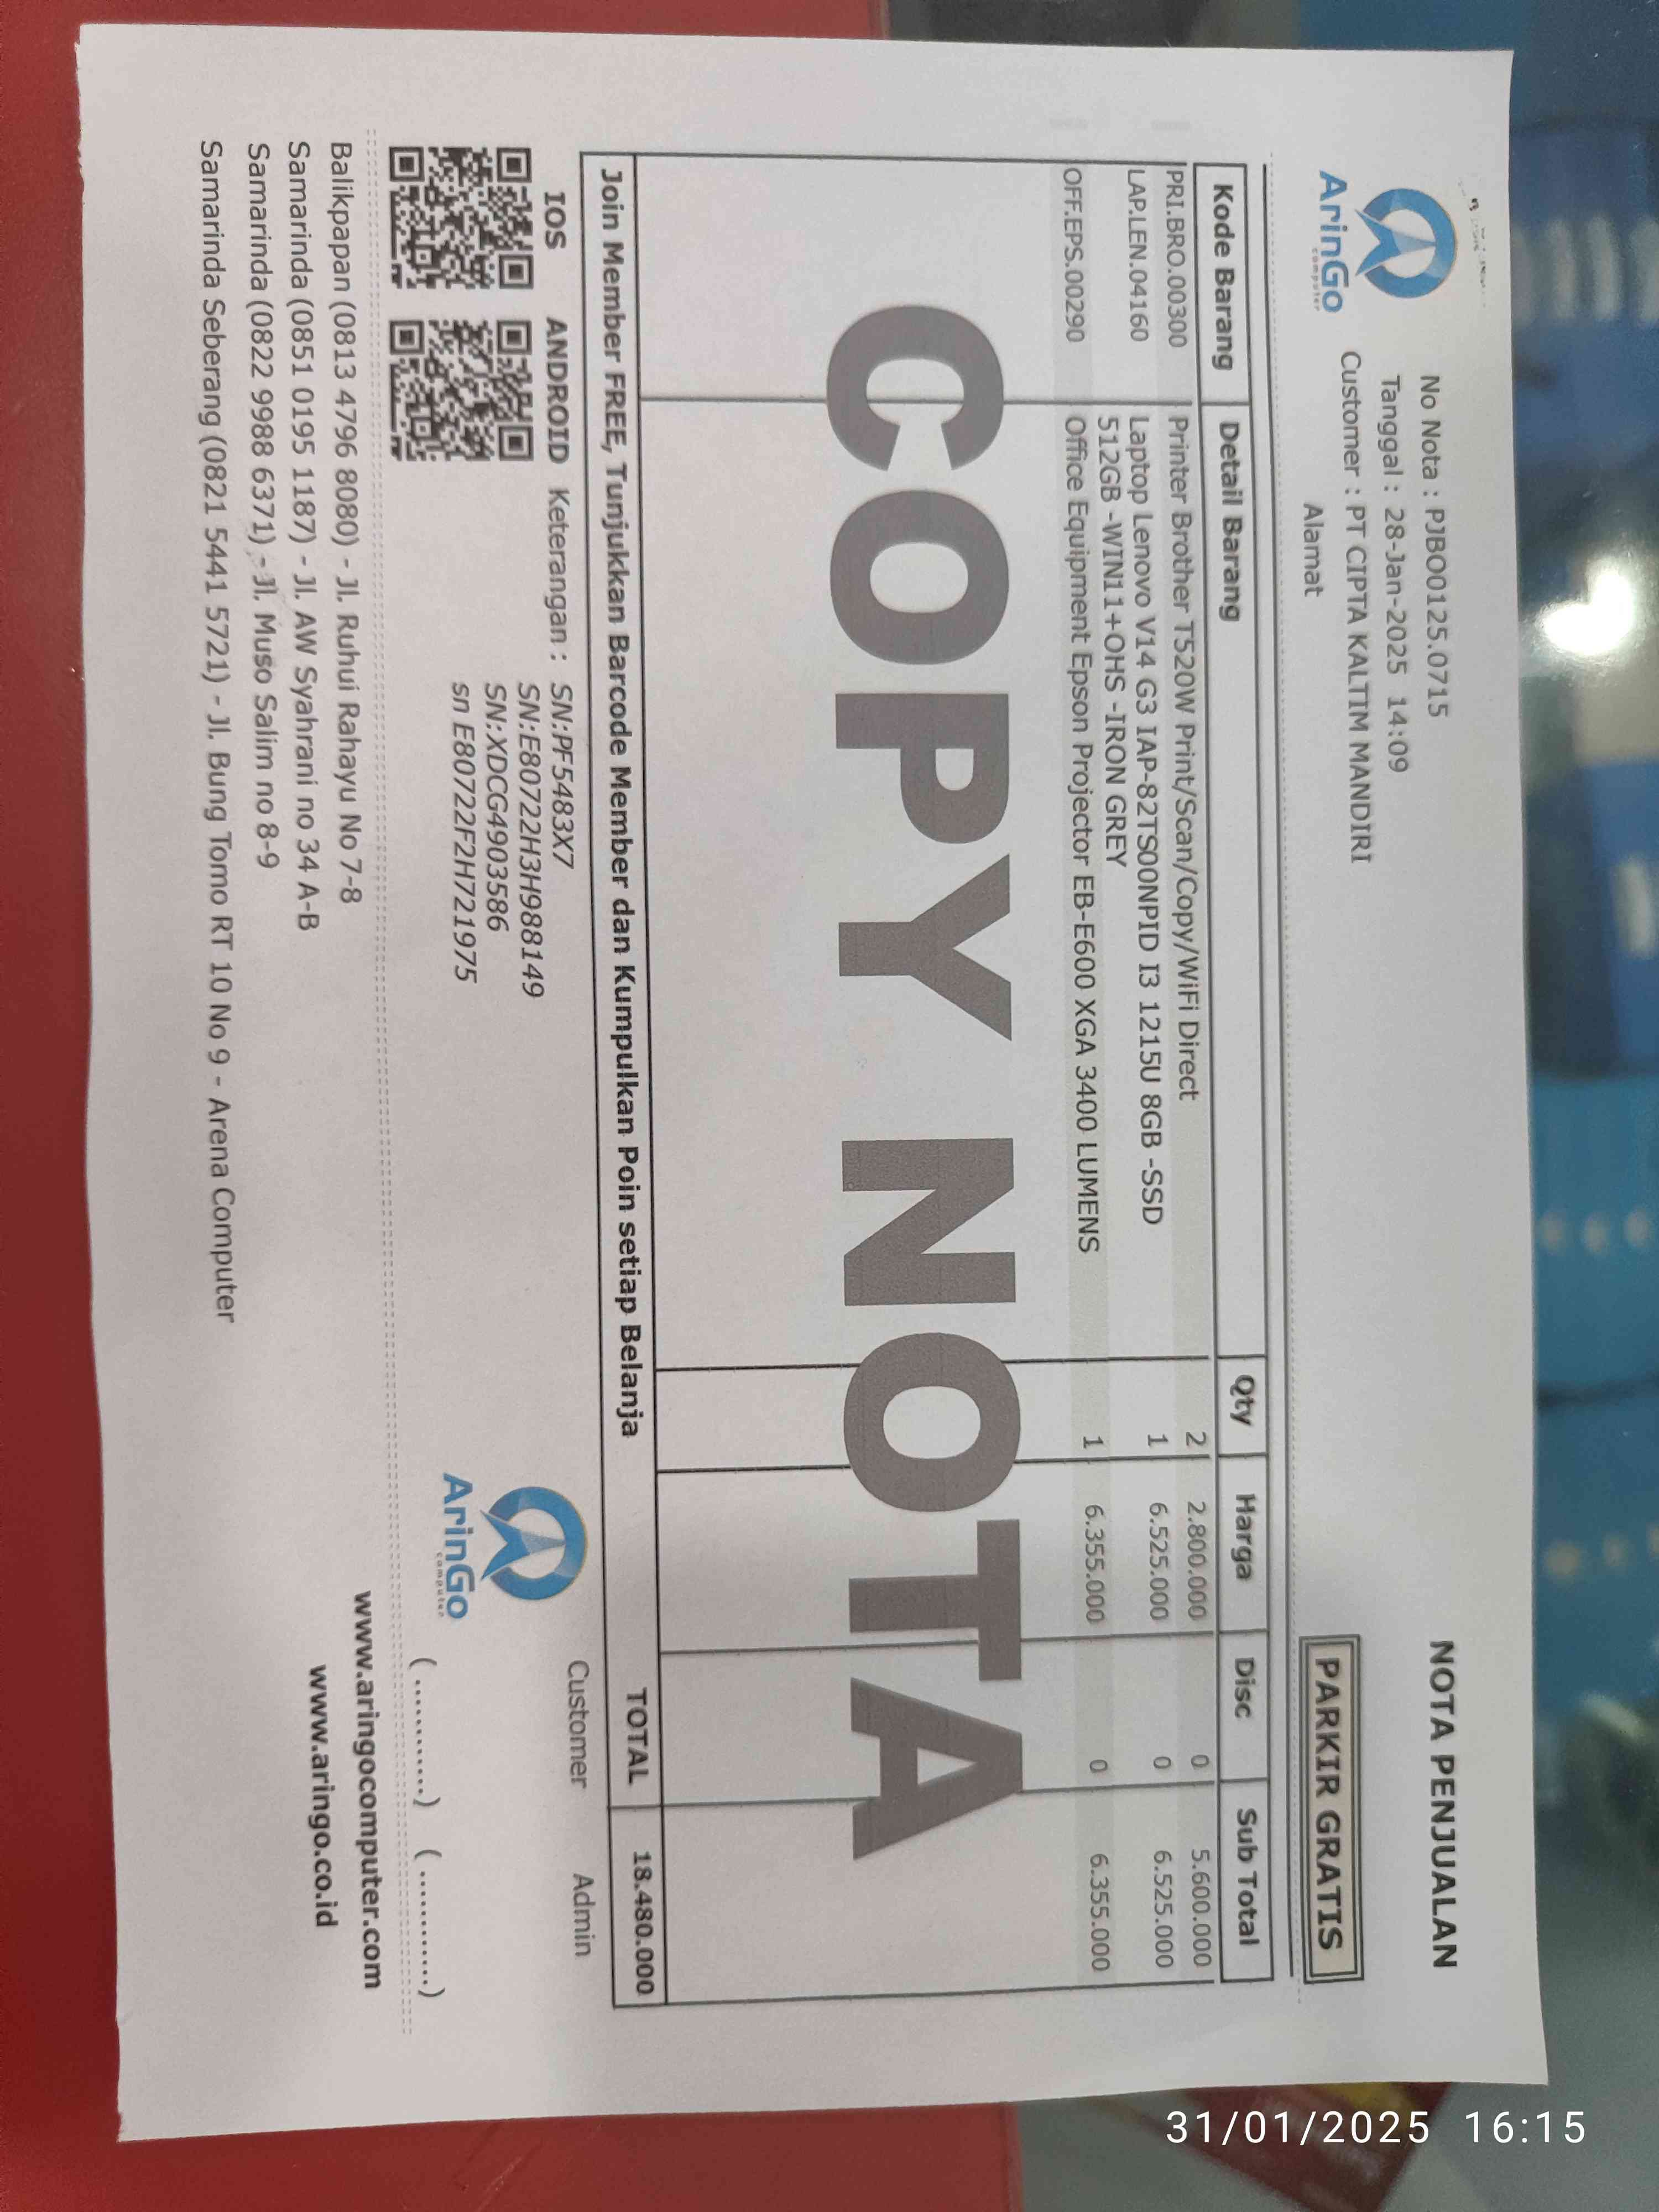 ArinGo
computer
No Nota : PJBO0125.0715
Tanggal : 28-Jan-2025 14:09
Customer : PT CIPTA KALTIM MANDIRI
Alamat
NOTA PENJUALAN
PARKIR GRATIS
Kode Barang Detail Barang Qty Harga Disc Sub Total
PRI.BRO.00300 Printer Brother T520W Print/Scan/Copy/WiFi Direct 2 2.800.000 0 5.600.000
LAP.LEN.04160 Laptop Lenovo V14 G3 IAP-82TS00NPID I3 1215U 8GB -SSD 1 6.525.000 0 6.525.000
512GB -WIN11+OHS -IRON GREY
OFF.EPS.00290 Office Equipment Epson Projector EB-E600 XGA 3400 LUMENS 1 6.355.000 0 6.355.000
COPY NOTA
TOTAL 18.480.000
Join Member FREE, Tunjukkan Barcode Member dan Kumpulkan Poin setiap Belanja
IOS ANDROID
Keterangan : SN:PF5483X7
SN:E80722H3H988149
SN:XDCG4903586
sn E80722F2H721975
ArinGo
computer
Customer Admin
(...........) (...........)
Balikpapan (0813 4796 8080) - Jl. Ruhui Rahayu No 7-8
Samarinda (0851 0195 1187) - Jl. AW Syahrani no 34 A-B
Samarinda (0822 9988 6371) - Jl. Muso Salim no 8-9
Samarinda Seberang (0821 5441 5721) - Jl. Bung Tomo RT 10 No 9 - Arena Computer
www.aringocomputer.com
www.aringo.co.id
31/01/2025 16:15